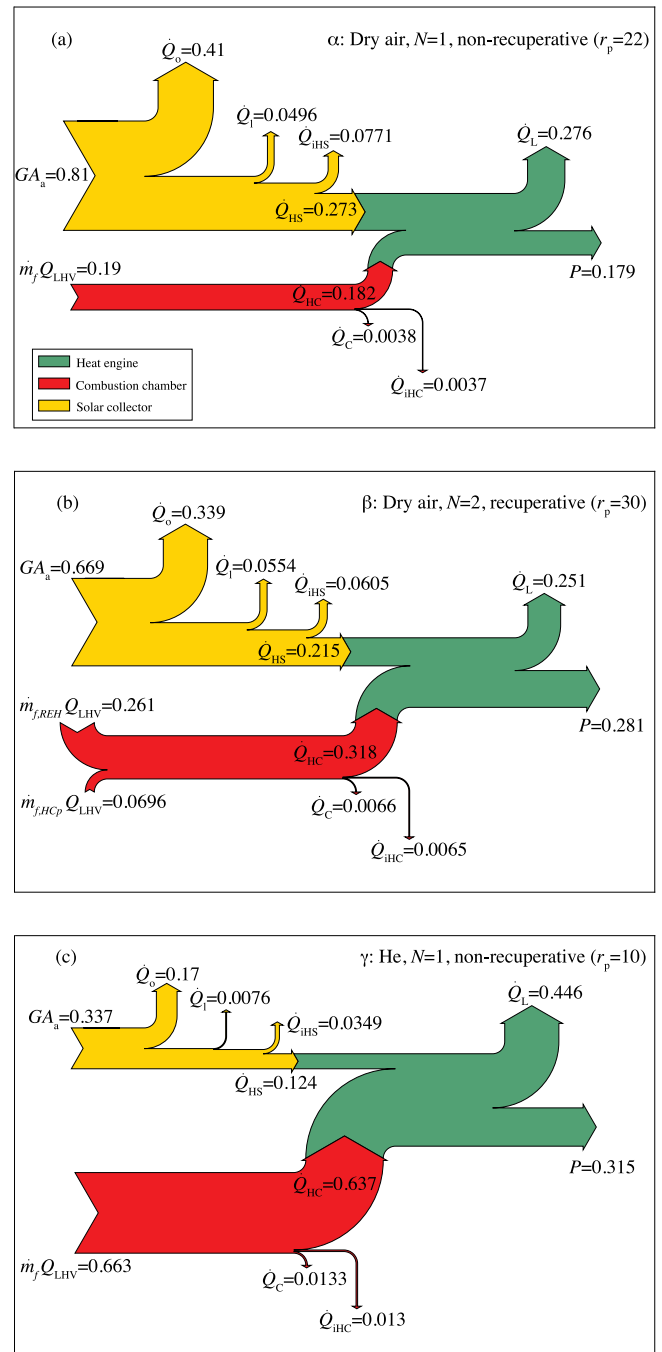 (a)
α: Dry air, N=1, non-recuperative (rₚ=22)
Q̇ₒ=0.41
Q̇ₗ=0.0496
Q̇ᵢHS=0.0771
Q̇L=0.276
GAₐ=0.81
Q̇HS=0.273
P=0.179
ṁf QLHV=0.19
Q̇HC=0.182
Q̇C=0.0038
Q̇iHC=0.0037
Heat engine
Combustion chamber
Solar collector
(b)
β: Dry air, N=2, recuperative (rₚ=30)
Q̇ₒ=0.339
GAₐ=0.669
Q̇ₗ=0.0554
Q̇iHS=0.0605
Q̇L=0.251
Q̇HS=0.215
ṁf,REH QLHV=0.261
P=0.281
Q̇HC=0.318
ṁf,HCp QLHV=0.0696
Q̇C=0.0066
Q̇iHC=0.0065
(c)
γ: He, N=1, non-recuperative (rₚ=10)
Q̇ₒ=0.17
Q̇ₗ=0.0076
Q̇L=0.446
GAₐ=0.337
Q̇iHS=0.0349
Q̇HS=0.124
P=0.315
Q̇HC=0.637
ṁf QLHV=0.663
Q̇C=0.0133
Q̇iHC=0.013